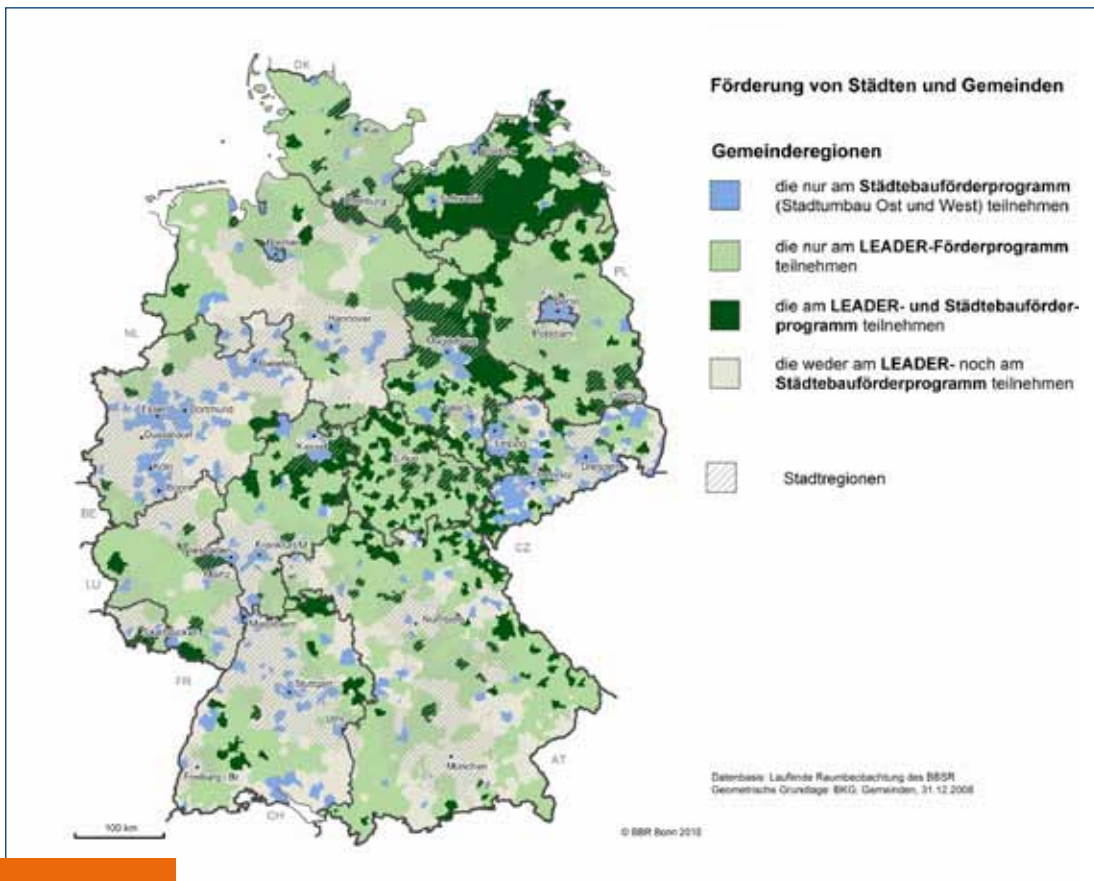 Förderung von Städten und Gemeinden
Gemeinderegionen
die nur am Städtebauförderprogramm
(Stadtumbau Ost und West) teilnehmen
die nur am LEADER-Förderprogramm
teilnehmen
die am LEADER- und Städtebauförder-
programm teilnehmen
die weder am LEADER- noch am
Städtebauförderprogramm teilnehmen
Stadtregionen
DK
Kiel
PL
NL
Hannover
Potsdam
Magdeburg
Essen
Dortmund
Düsseldorf
Leipzig
Kassel
Erfurt
Dresden
Köln
Bonn
BE
CZ
Wiesbaden
Frankfurt/M
Mainz
LU
Mannheim
Nürnberg
Saarbrücken
FR
Stuttgart
Ulm
München
AT
Freiburg i. Br.
CH
100 km
Datenbasis: Laufende Raumbeobachtung des BBSR
Geometrische Grundlage: BKG, Gemeinden, 31.12.2008
© BBR Bonn 2010